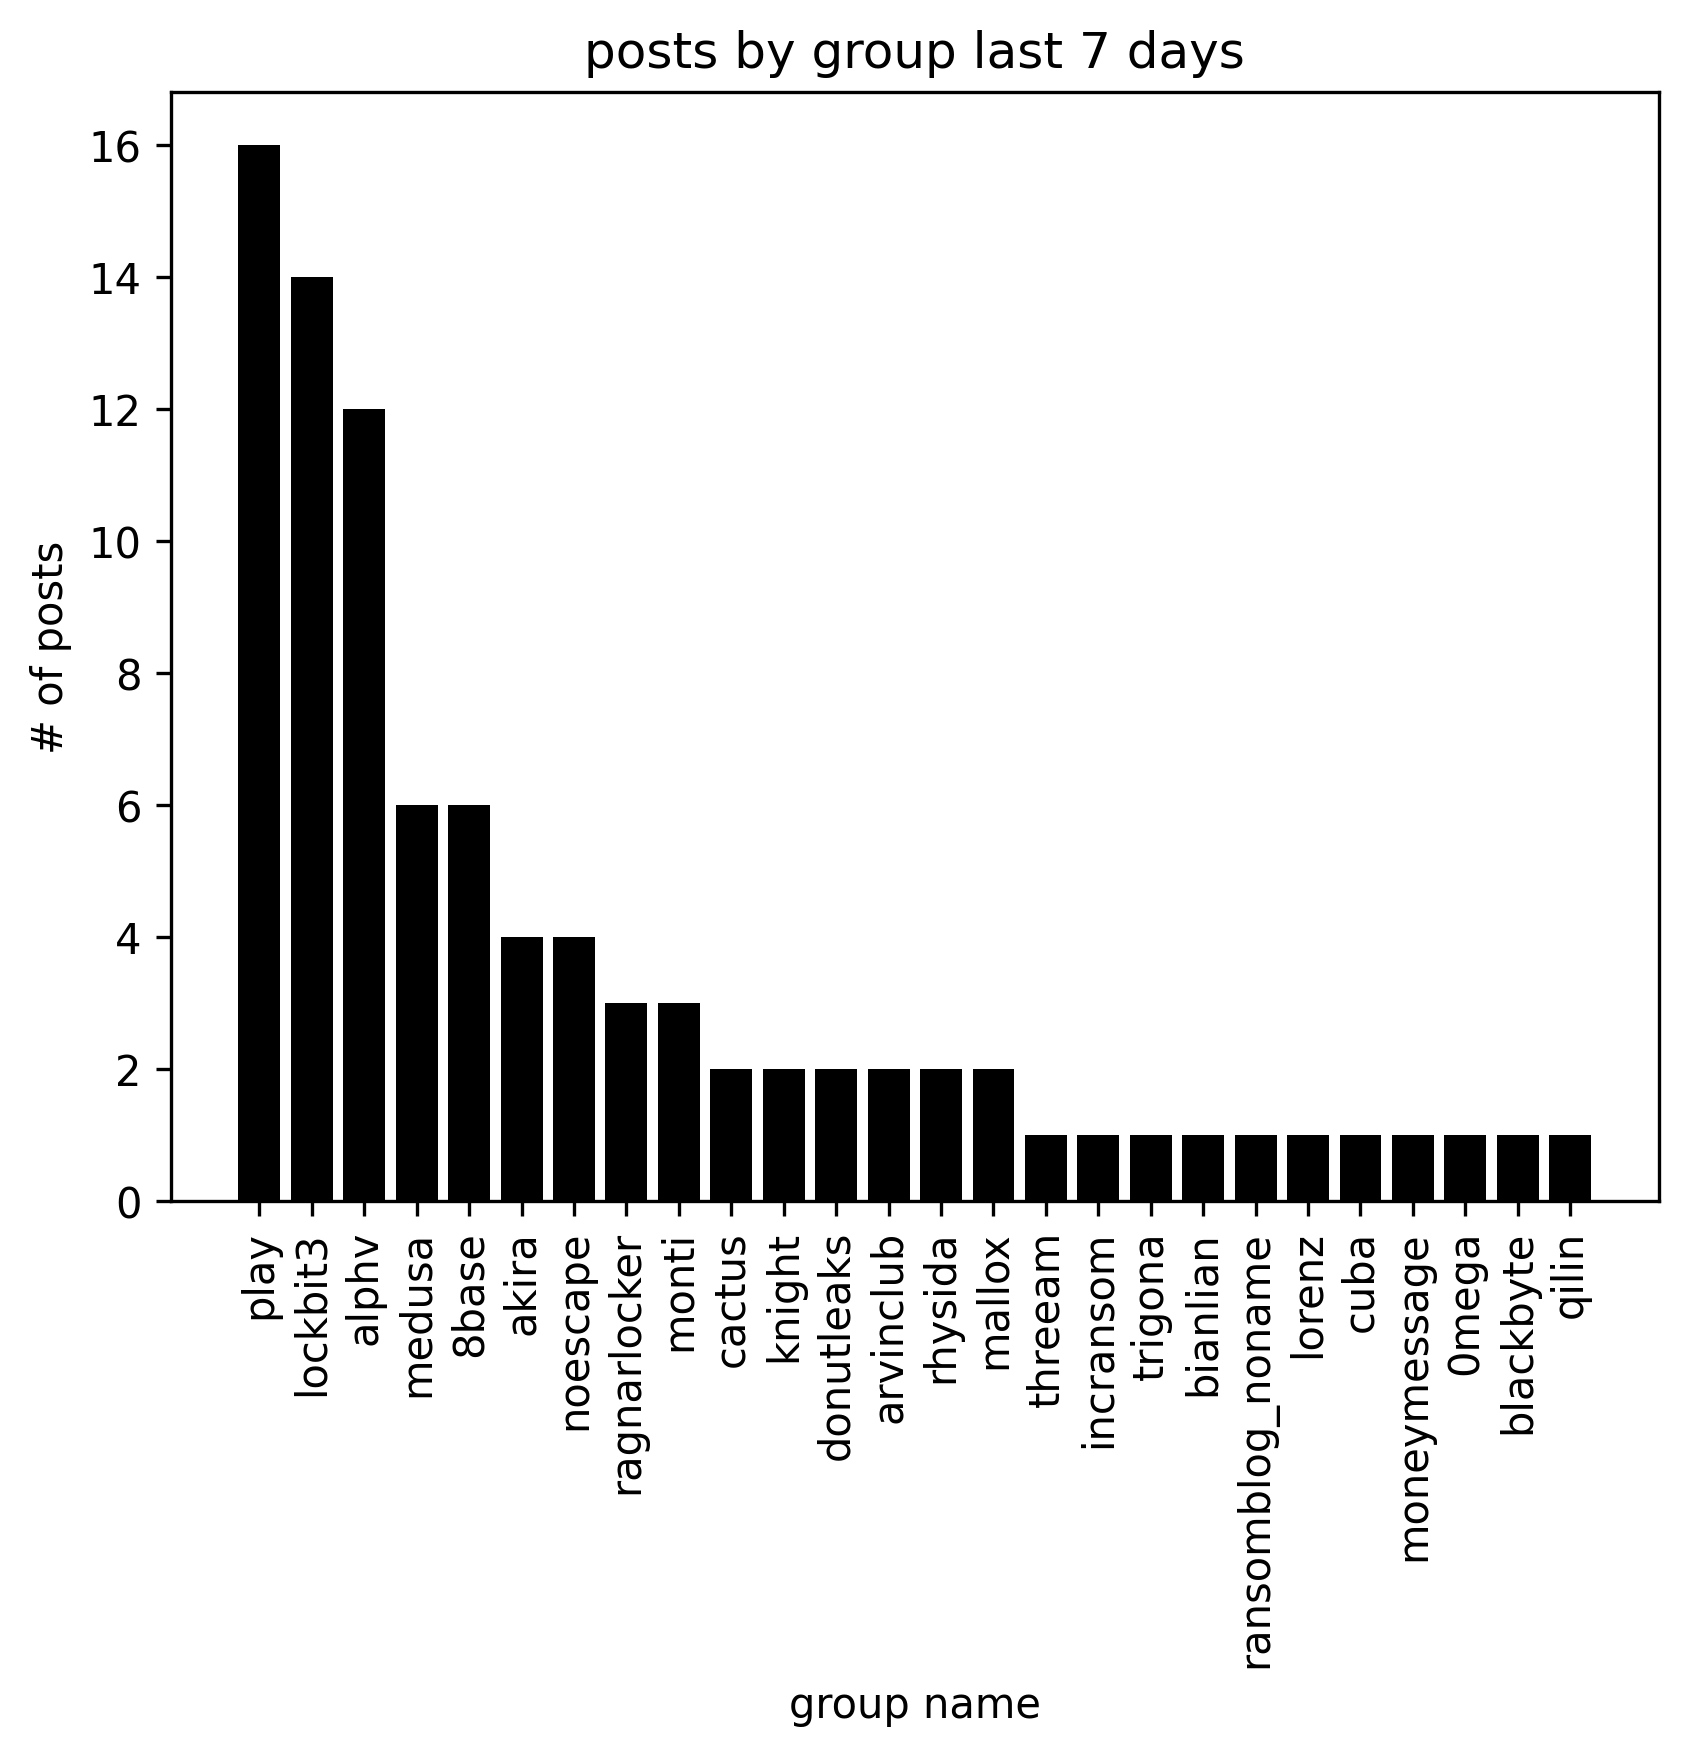 posts by group last 7 days
# of posts
16
14
12
10
8
6
4
2
0
play
lockbit3
alphv
medusa
8base
akira
noescape
ragnarlocker
monti
cactus
knight
donutleaks
arvinclub
rhysida
mallox
threeam
incransom
trigona
bianlian
ransomblog_noname
lorenz
cuba
moneymessage
0mega
blackbyte
qilin
group name